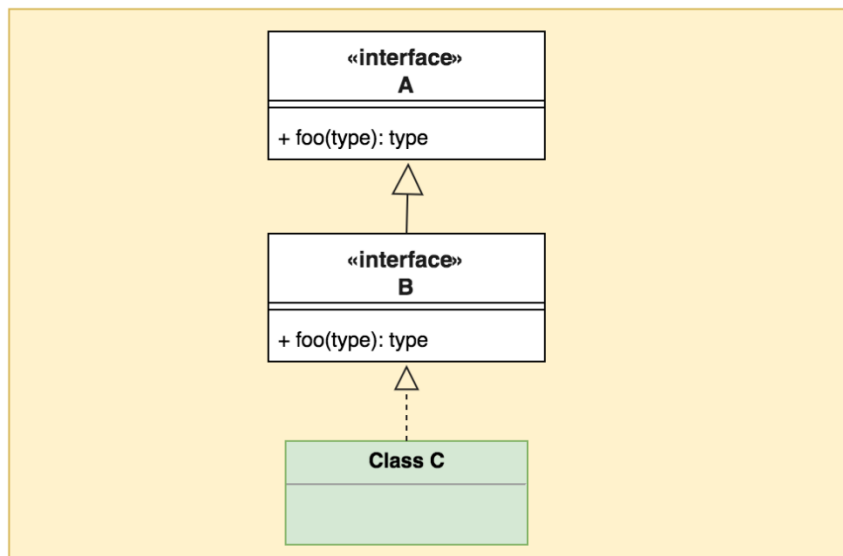 «interface»
A
+ foo(type): type
«interface»
B
+ foo(type): type
Class C